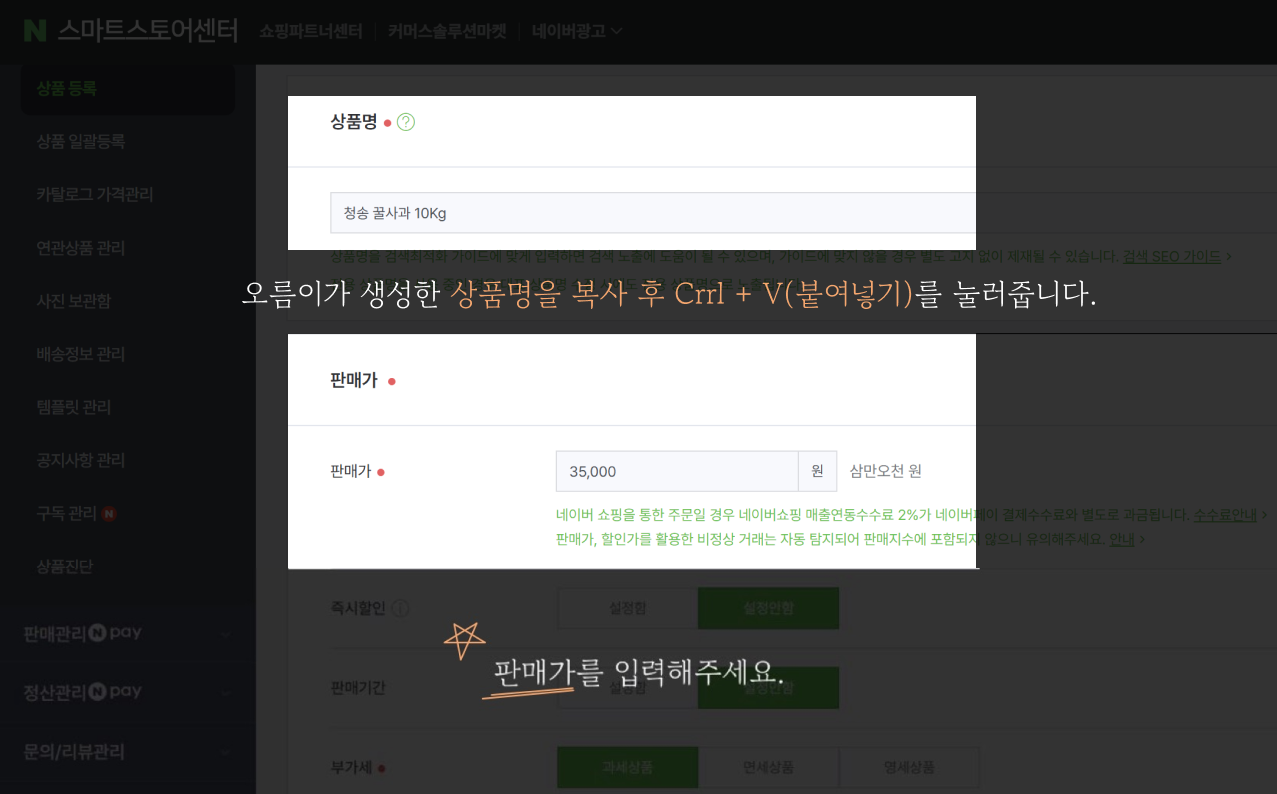 N 스마트스토어센터 쇼핑파트너센터 커머스솔루션마켓 네이버광고
상품 등록
상품 일괄등록
카탈로그 가격관리
연관상품 관리
사진 보관함
배송정보 관리
템플릿 관리
공지사항 관리
구독 관리 N
상품진단
판매관리 N pay
정산관리 N pay
문의/리뷰관리
상품명 ?
청송 꿀사과 10Kg
상품명을 검색최적화 가이드에 맞게 입력하면 검색 노출에 도움이 될 수 있으며, 가이드에 맞지 않을 경우 별도 고지 없이 제재될 수 있습니다. 검색 SEO 가이드 >
오름이가 생성한 상품명을 복사 후 Crrl + V(붙여넣기)를 눌러줍니다.
판매가
판매가 35,000 원 삼만오천 원
네이버 쇼핑을 통한 주문일 경우 네이버쇼핑 매출연동수수료 2%가 네이버페이 결제수수료와 별도로 과금됩니다. 수수료안내 >
판매가, 할인가를 활용한 비정상 거래는 자동 탐지되어 판매지수에 포함되지 않으니 유의해주세요. 안내 >
즉시할인 설정함 설정안함
판매가를 입력해주세요.
판매기간 설정함 설정안함
부가세 과세상품 면세상품 영세상품